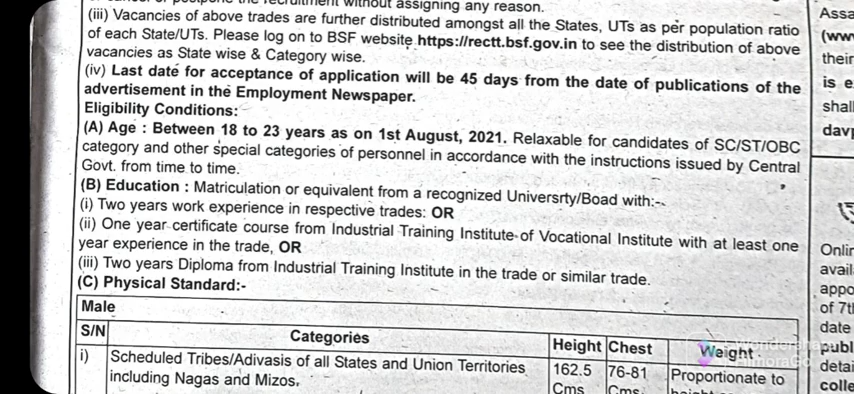 the recruitment without assigning any reason.
(iii) Vacancies of above trades are further distributed amongst all the States, UTs as per population ratio
of each State/UTs. Please log on to BSF website https://rectt.bsf.gov.in to see the distribution of above
vacancies as State wise & Category wise.
(iv) Last date for acceptance of application will be 45 days from the date of publications of the
advertisement in the Employment Newspaper.
Eligibility Conditions:
(A) Age : Between 18 to 23 years as on 1st August, 2021. Relaxable for candidates of SC/ST/OBC
category and other special categories of personnel in accordance with the instructions issued by Central
Govt. from time to time.
(B) Education : Matriculation or equivalent from a recognized Universrty/Boad with:--
(i) Two years work experience in respective trades: OR
(ii) One year certificate course from Industrial Training Institute of Vocational Institute with at least one
year experience in the trade, OR
(iii) Two years Diploma from Industrial Training Institute in the trade or similar trade.
(C) Physical Standard:-
Male
S/N Categories Height Chest Weight
i) Scheduled Tribes/Adivasis of all States and Union Territories 162.5 76-81 Proportionate to
including Nagas and Mizos, Cms Cms.
Assa
(ww
their
is e
shall
Onlin
avail
appo
of 7t
date
publ
detai
colle